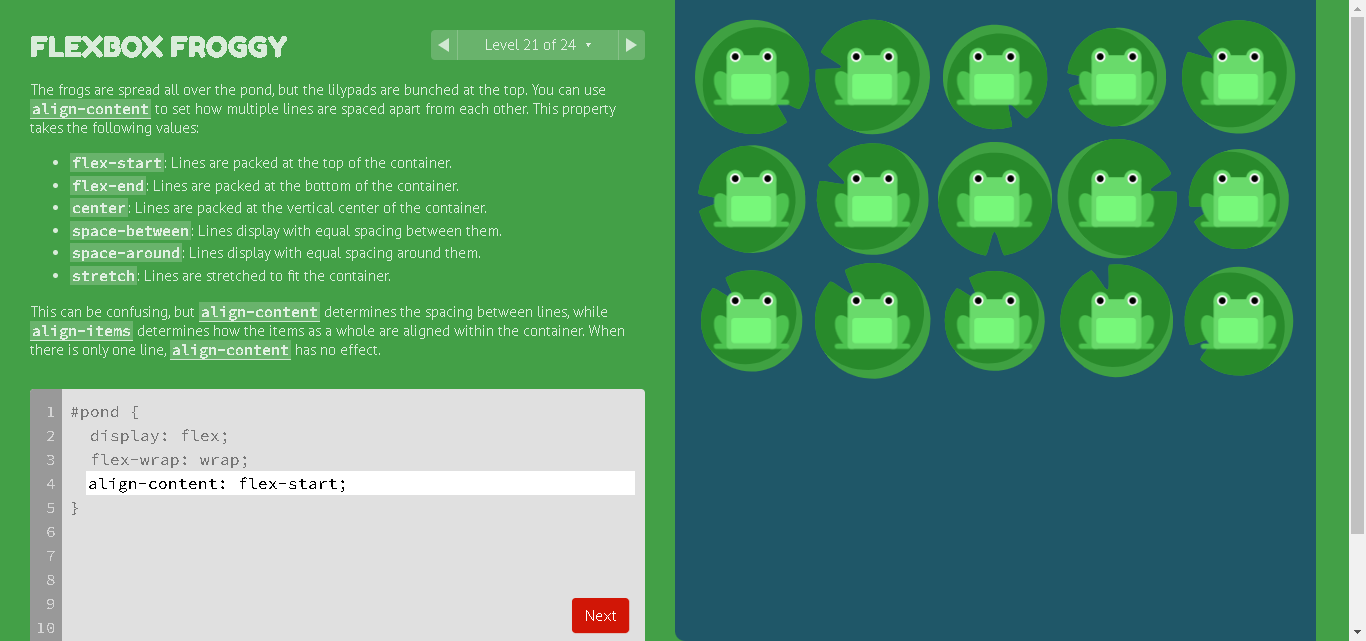 FLEXBOX FROGGY
◀ Level 21 of 24 ▾ ▶
The frogs are spread all over the pond, but the lilypads are bunched at the top. You can use
align-content to set how multiple lines are spaced apart from each other. This property
takes the following values:
• flex-start: Lines are packed at the top of the container.
• flex-end: Lines are packed at the bottom of the container.
• center: Lines are packed at the vertical center of the container.
• space-between: Lines display with equal spacing between them.
• space-around: Lines display with equal spacing around them.
• stretch: Lines are stretched to fit the container.
This can be confusing, but align-content determines the spacing between lines, while
align-items determines how the items as a whole are aligned within the container. When
there is only one line, align-content has no effect.
1 #pond {
2 display: flex;
3 flex-wrap: wrap;
4 align-content: flex-start;
5 }
6
7
8
9
10
Next